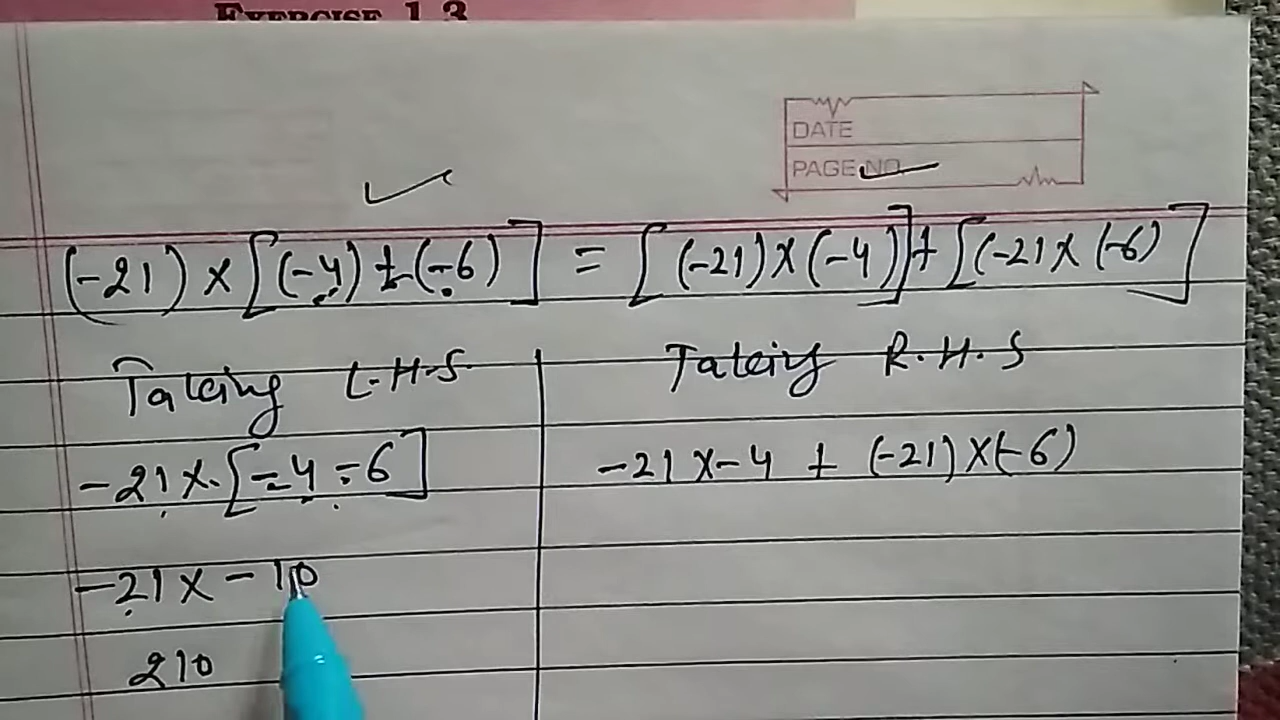 EXERCISE 1.3
DATE
PAGE NO
(-21) × [(-4) + (-6)] = [(-21) × (-4)] + [(-21 × (-6)]
Taking L.H.S.
-21 × [-4 -6]
-21 × -10
210
Taking R.H.S
-21 × -4 + (-21) × (-6)